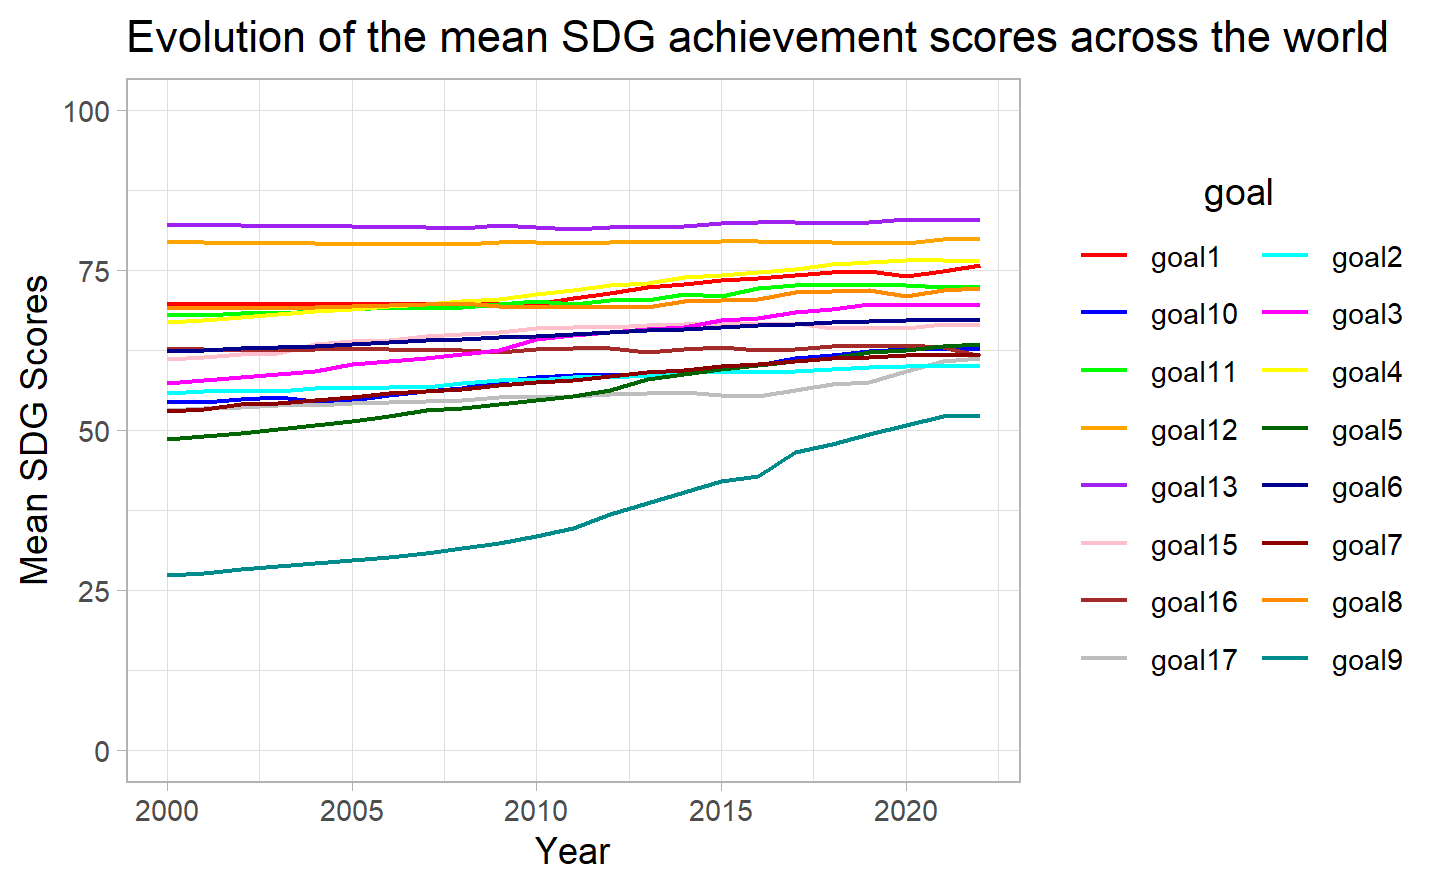 Evolution of the mean SDG achievement scores across the world
Mean SDG Scores
100
75
50
25
0
2000 2005 2010 2015 2020
Year
goal
goal1 goal2
goal10 goal3
goal11 goal4
goal12 goal5
goal13 goal6
goal15 goal7
goal16 goal8
goal17 goal9